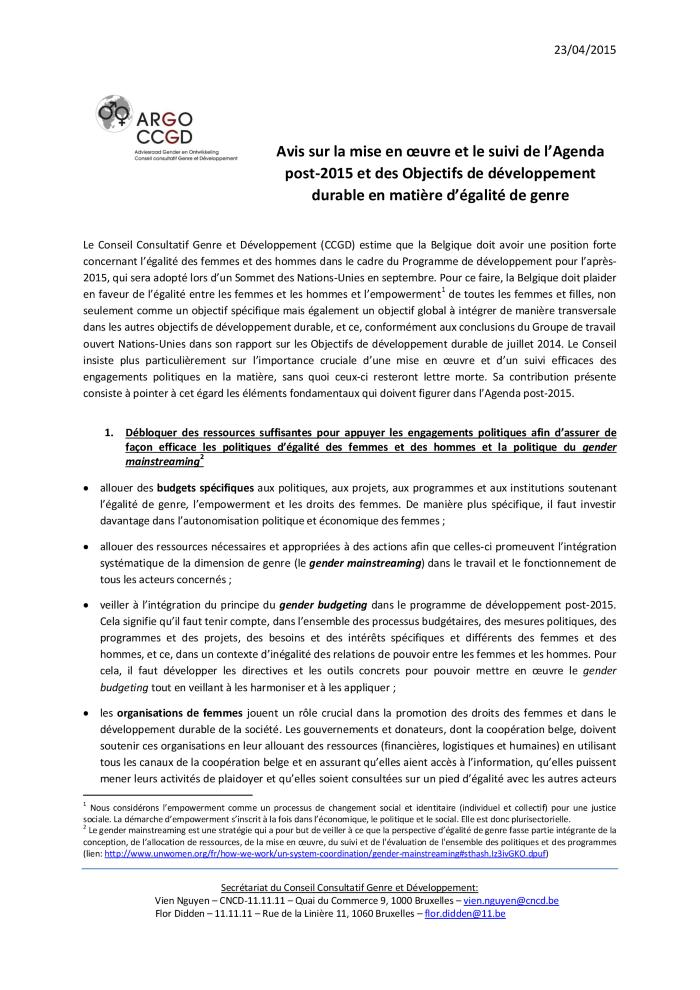 23/04/2015
ARGO
CCGD
Adviesraad Gender en Ontwikkeling
Conseil consultatif Genre et Développement
Avis sur la mise en œuvre et le suivi de l’Agenda
post-2015 et des Objectifs de développement
durable en matière d’égalité de genre
Le Conseil Consultatif Genre et Développement (CCGD) estime que la Belgique doit avoir une position forte
concernant l’égalité des femmes et des hommes dans le cadre du Programme de développement pour l’après-
2015, qui sera adopté lors d’un Sommet des Nations-Unies en septembre. Pour ce faire, la Belgique doit plaider
en faveur de l’égalité entre les femmes et les hommes et l’empowerment1 de toutes les femmes et filles, non
seulement comme un objectif spécifique mais également un objectif global à intégrer de manière transversale
dans les autres objectifs de développement durable, et ce, conformément aux conclusions du Groupe de travail
ouvert Nations-Unies dans son rapport sur les Objectifs de développement durable de juillet 2014. Le Conseil
insiste plus particulièrement sur l’importance cruciale d’une mise en œuvre et d’un suivi efficaces des
engagements politiques en la matière, sans quoi ceux-ci resteront lettre morte. Sa contribution présente
consiste à pointer à cet égard les éléments fondamentaux qui doivent figurer dans l’Agenda post-2015.
1. Débloquer des ressources suffisantes pour appuyer les engagements politiques afin d’assurer de
façon efficace les politiques d’égalité des femmes et des hommes et la politique du gender
mainstreaming2
• allouer des budgets spécifiques aux politiques, aux projets, aux programmes et aux institutions soutenant
l’égalité de genre, l’empowerment et les droits des femmes. De manière plus spécifique, il faut investir
davantage dans l’autonomisation politique et économique des femmes ;
• allouer des ressources nécessaires et appropriées à des actions afin que celles-ci promeuvent l’intégration
systématique de la dimension de genre (le gender mainstreaming) dans le travail et le fonctionnement de
tous les acteurs concernés ;
• veiller à l’intégration du principe du gender budgeting dans le programme de développement post-2015.
Cela signifie qu’il faut tenir compte, dans l’ensemble des processus budgétaires, des mesures politiques, des
programmes et des projets, des besoins et des intérêts spécifiques et différents des femmes et des
hommes, et ce, dans un contexte d’inégalité des relations de pouvoir entre les femmes et les hommes. Pour
cela, il faut développer les directives et les outils concrets pour pouvoir mettre en œuvre le gender
budgeting tout en veillant à les harmoniser et à les appliquer ;
• les organisations de femmes jouent un rôle crucial dans la promotion des droits des femmes et dans le
développement durable de la société. Les gouvernements et donateurs, dont la coopération belge, doivent
soutenir ces organisations en leur allouant des ressources (financières, logistiques et humaines) en utilisant
tous les canaux de la coopération belge et en assurant qu’elles aient accès à l’information, qu’elles puissent
mener leurs activités de plaidoyer et qu’elles soient consultées sur un pied d’égalité avec les autres acteurs
1 Nous considérons l’empowerment comme un processus de changement social et identitaire (individuel et collectif) pour une justice
sociale. La démarche d’empowerment s’inscrit à la fois dans l’économique, le politique et le social. Elle est donc plurisectorielle.
2 Le gender mainstreaming est une stratégie qui a pour but de veiller à ce que la perspective d’égalité de genre fasse partie intégrante de la
conception, de l’allocation de ressources, de la mise en œuvre, du suivi et de l’évaluation de l’ensemble des politiques et des programmes
(lien: http://www.unwomen.org/fr/how-we-work/un-system-coordination/gender-mainstreaming#sthash.Iz3ivGKO.dpuf)
Secrétariat du Conseil Consultatif Genre et Développement:
Vien Nguyen – CNCD-11.11.11 – Quai du Commerce 9, 1000 Bruxelles – vien.nguyen@cncd.be
Flor Didden – 11.11.11 – Rue de la Linière 11, 1060 Bruxelles – flor.didden@11.be